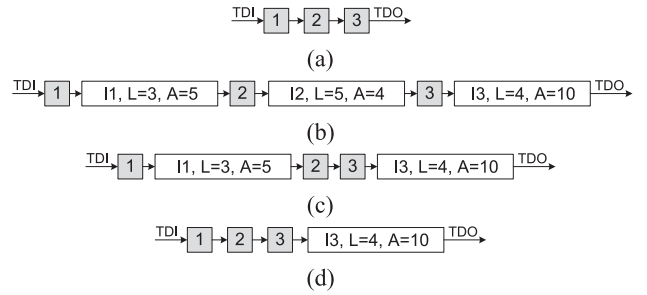 TDI 1 2 3 TDO
(a)
TDI 1 I1, L=3, A=5 2 I2, L=5, A=4 3 I3, L=4, A=10 TDO
(b)
TDI 1 I1, L=3, A=5 2 3 I3, L=4, A=10 TDO
(c)
TDI 1 2 3 I3, L=4, A=10 TDO
(d)